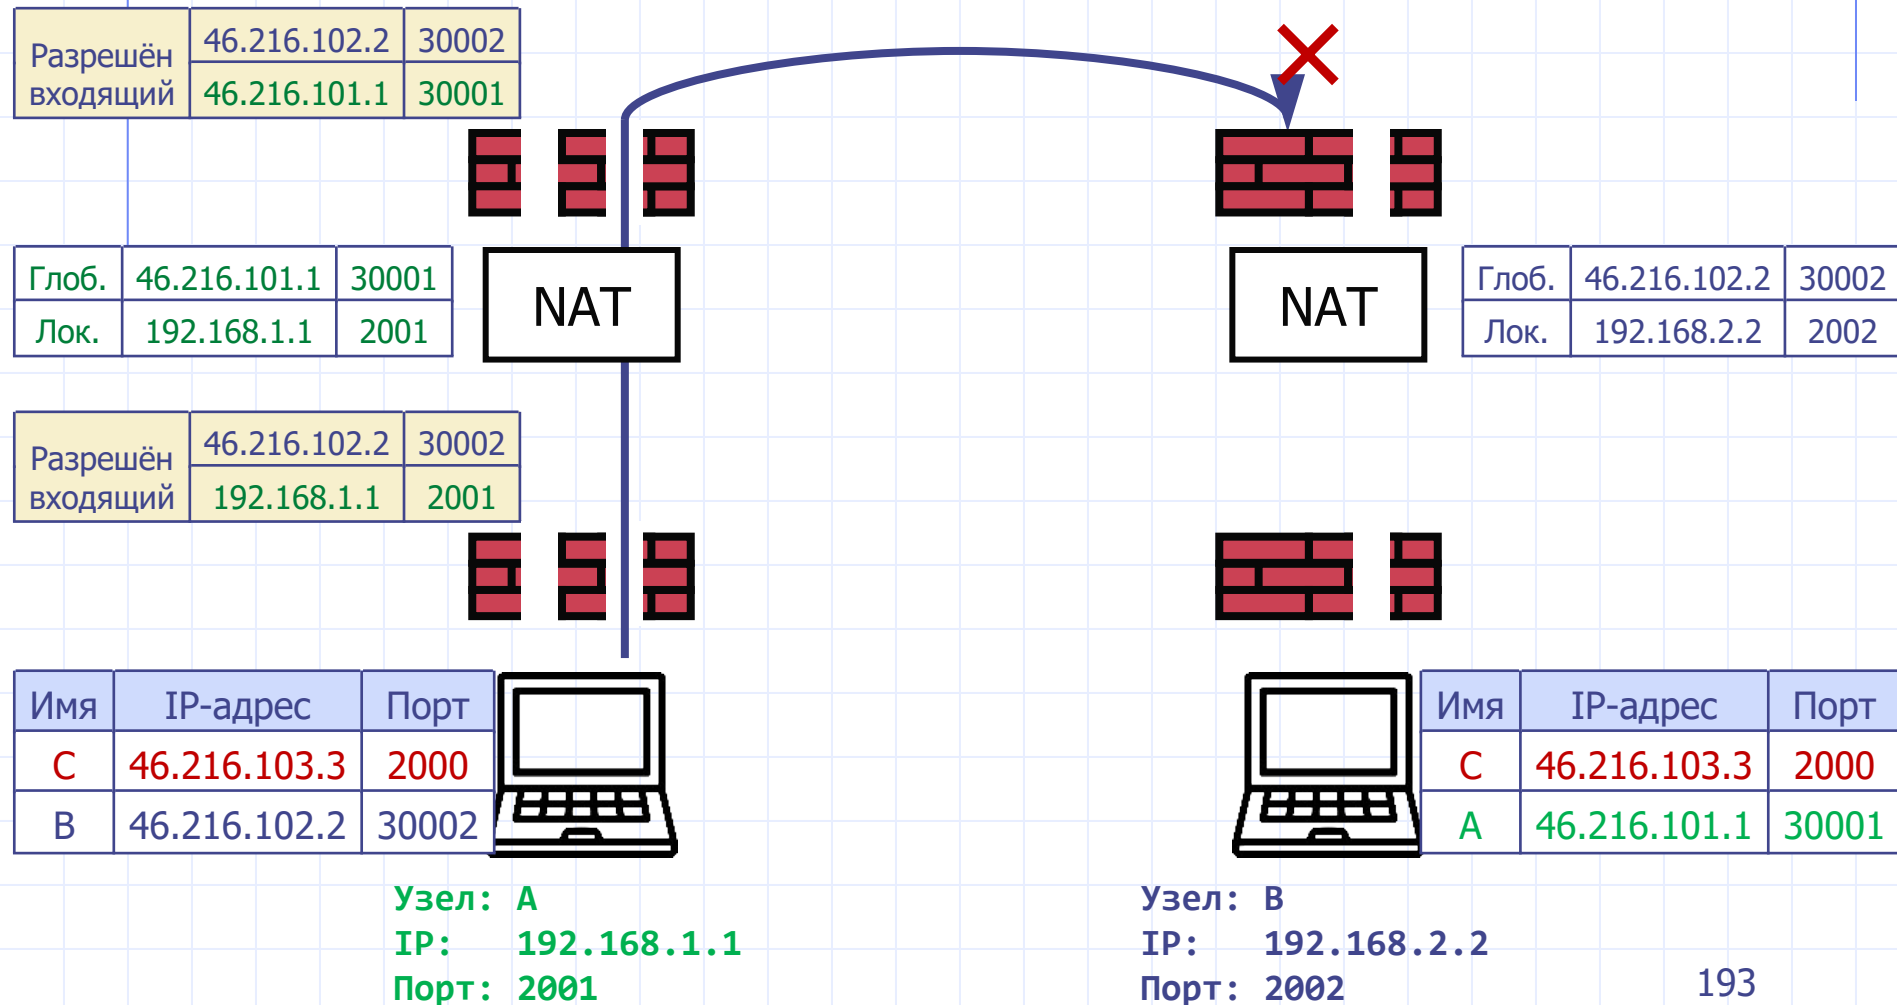 Разрешён входящий 46.216.102.2 30002
46.216.101.1 30001
Глоб. 46.216.101.1 30001
Лок. 192.168.1.1 2001
NAT
NAT
Глоб. 46.216.102.2 30002
Лок. 192.168.2.2 2002
Разрешён входящий 46.216.102.2 30002
192.168.1.1 2001
Имя IP-адрес Порт
C 46.216.103.3 2000
B 46.216.102.2 30002
Имя IP-адрес Порт
C 46.216.103.3 2000
A 46.216.101.1 30001
Узел: A
IP: 192.168.1.1
Порт: 2001
Узел: B
IP: 192.168.2.2
Порт: 2002
193